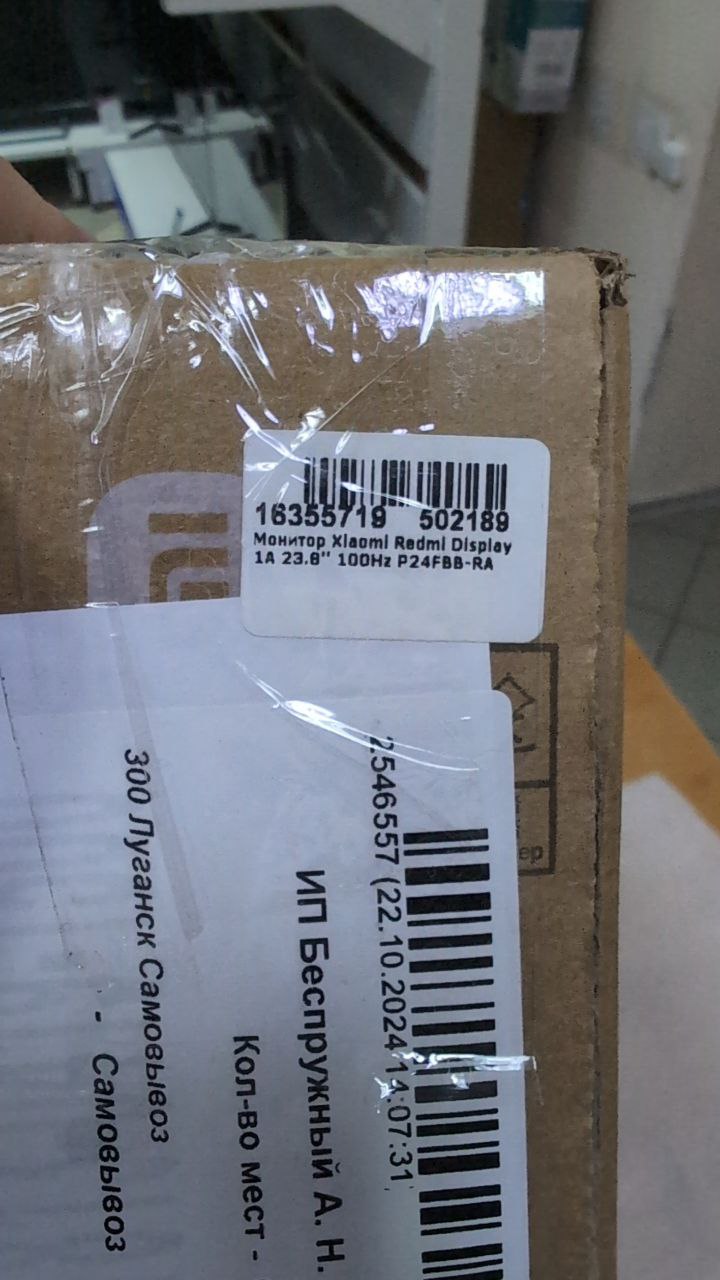 16355719 502189
Монитор Xiaomi Redmi Display
1A 23.8" 100Hz P24FBB-RA
2546557 (22.10.2024 14:07:31,
ИП Беспружный А. Н.
Кол-во мест -
300 Луганск Самовывоз
- Самовывоз